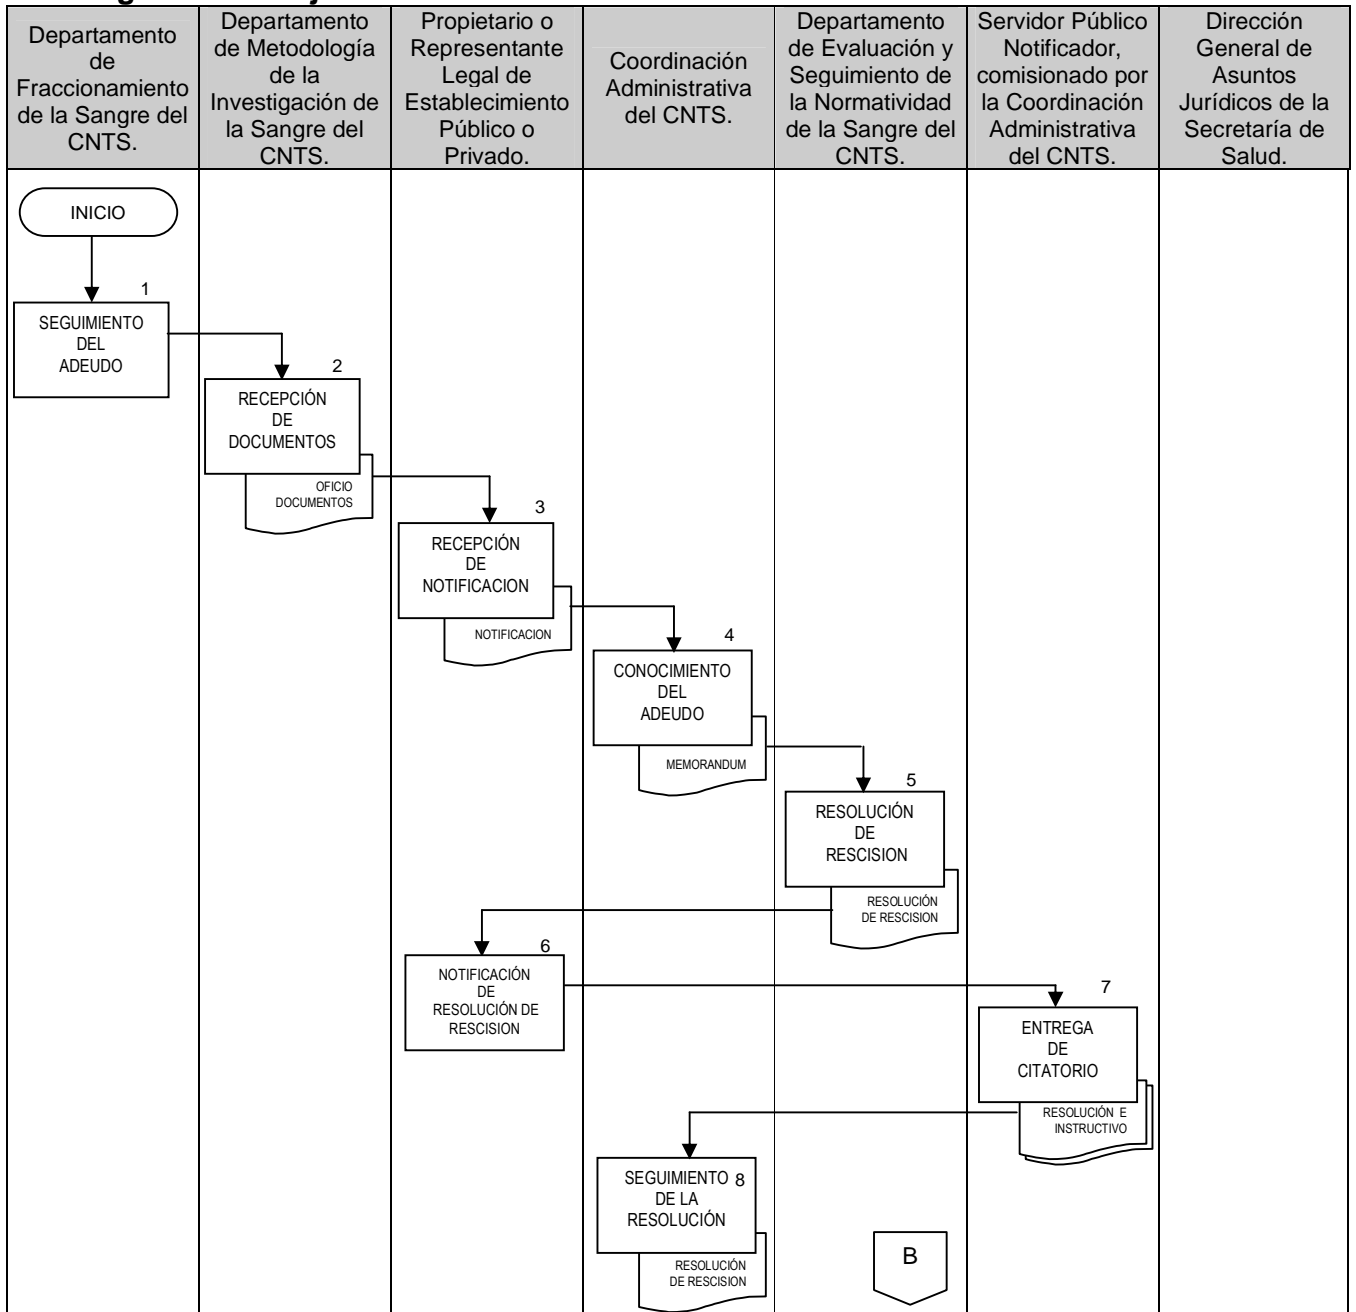 Departamento
de
Fraccionamiento
de la Sangre del
CNTS.
Departamento
de Metodología
de la
Investigación de
la Sangre del
CNTS.
Propietario o
Representante
Legal de
Establecimiento
Público o
Privado.
Coordinación
Administrativa
del CNTS.
Departamento
de Evaluación y
Seguimiento de
la Normatividad
de la Sangre del
CNTS.
Servidor Público
Notificador,
comisionado por
la Coordinación
Administrativa
del CNTS.
Dirección
General de
Asuntos
Jurídicos de la
Secretaría de
Salud.
INICIO
1
SEGUIMIENTO
DEL
ADEUDO
2
RECEPCIÓN
DE
DOCUMENTOS
OFICIO
DOCUMENTOS
3
RECEPCIÓN
DE
NOTIFICACION
NOTIFICACION
4
CONOCIMIENTO
DEL
ADEUDO
MEMORANDUM
5
RESOLUCIÓN
DE
RESCISION
RESOLUCIÓN
DE RESCISION
6
NOTIFICACIÓN
DE
RESOLUCIÓN DE
RESCISION
7
ENTREGA
DE
CITATORIO
RESOLUCIÓN E
INSTRUCTIVO
SEGUIMIENTO 8
DE LA
RESOLUCIÓN
RESOLUCIÓN
DE RESCISION
B